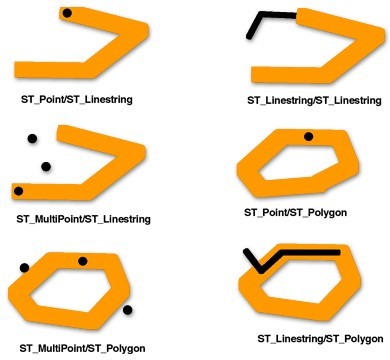 ST_Point/ST_Linestring
ST_Linestring/ST_Linestring
ST_MultiPoint/ST_Linestring
ST_Point/ST_Polygon
ST_MultiPoint/ST_Polygon
ST_Linestring/ST_Polygon